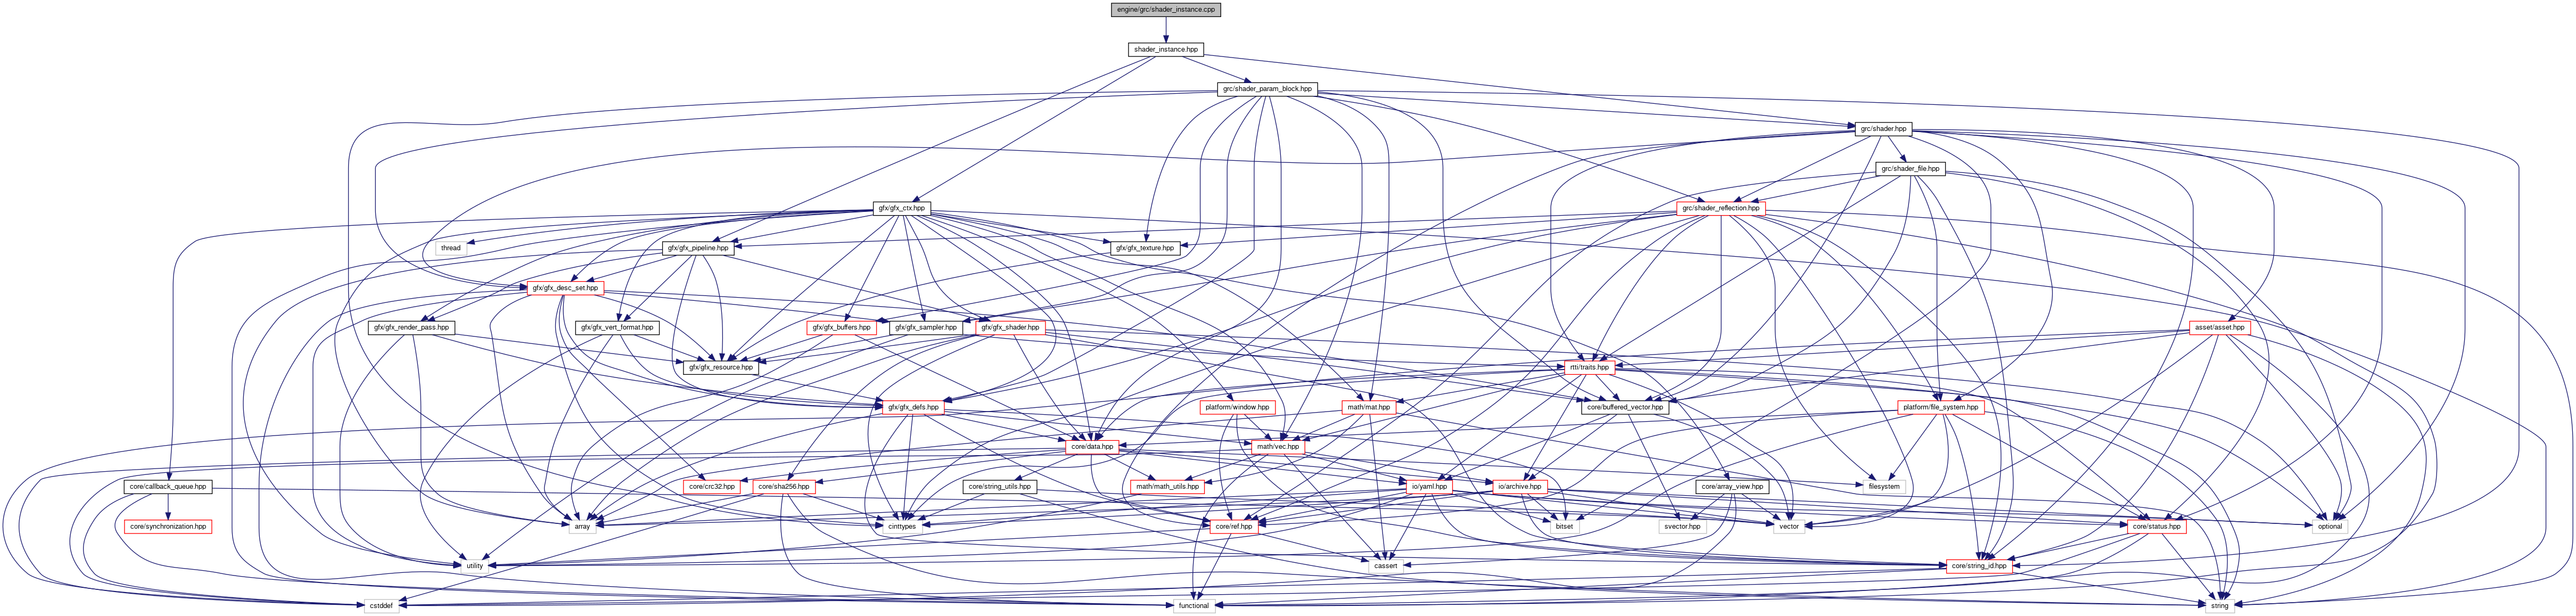 engine/grc/shader_instance.cpp
shader_instance.hpp
grc/shader_param_block.hpp
grc/shader.hpp
grc/shader_file.hpp
gfx/gfx_ctx.hpp
grc/shader_reflection.hpp
thread
gfx/gfx_pipeline.hpp
gfx/gfx_texture.hpp
gfx/gfx_desc_set.hpp
gfx/gfx_render_pass.hpp
gfx/gfx_vert_format.hpp
gfx/gfx_buffers.hpp
gfx/gfx_sampler.hpp
gfx/gfx_shader.hpp
asset/asset.hpp
gfx/gfx_resource.hpp
rtti/traits.hpp
gfx/gfx_defs.hpp
platform/window.hpp
math/mat.hpp
core/buffered_vector.hpp
platform/file_system.hpp
core/data.hpp
math/vec.hpp
core/callback_queue.hpp
core/crc32.hpp
core/sha256.hpp
core/string_utils.hpp
math/math_utils.hpp
io/yaml.hpp
io/archive.hpp
core/array_view.hpp
filesystem
core/synchronization.hpp
array
cinttypes
core/ref.hpp
bitset
svector.hpp
vector
core/status.hpp
optional
utility
cassert
core/string_id.hpp
cstddef
functional
string